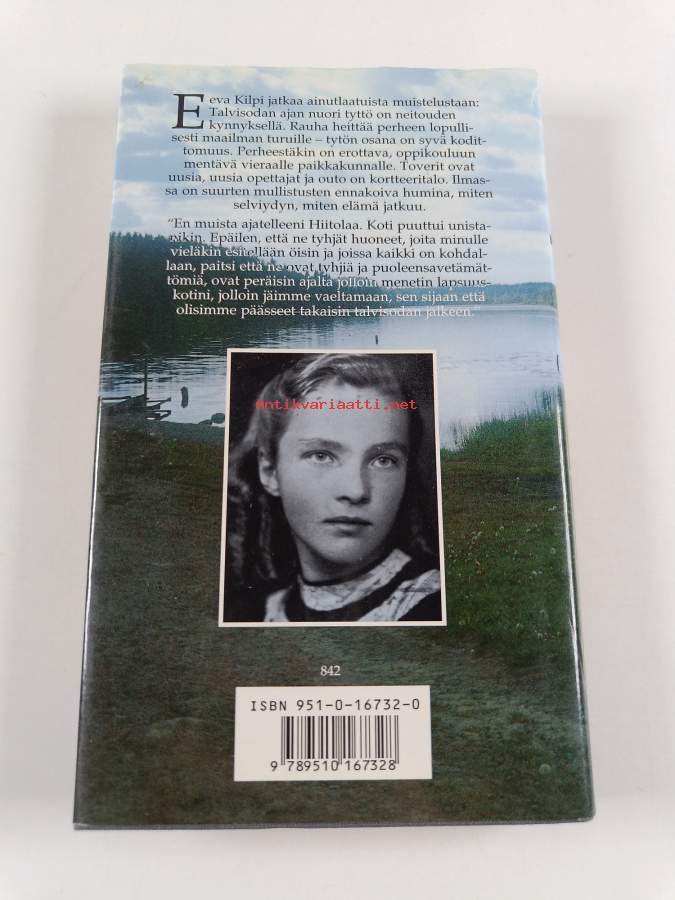 Eeva Kilpi jatkaa ainutlaatuista muistelustaan:
Talvisodan ajan nuori tyttö on neitouden
kynnyksellä. Rauha heittää perheen lopulli-
sesti maailman turuille – tytön osana on syvä kodit-
tomuus. Perheestäkin on erottava, oppikouluun
mentävä vieraalle paikkakunnalle. Toverit ovat
uusia, uusia opettajat ja outo on kortteeritalo. Ilmas-
sa on suurten mullistusten ennakoiva humina, miten
selviydyn, miten elämä jatkuu.
"En muista ajatelleeni Hiitolaa. Koti puuttui unista-
nikin. Epäilen, että ne tyhjät huoneet, joita minulle
vieläkin esitellään öisin ja joissa kaikki on kohdal-
laan, paitsi että ne ovat tyhjiä ja puoleensavetämät-
tömiä, ovat peräisin ajalta jolloin menetin lapsuus-
kotini, jolloin jäimme vaeltamaan, sen sijaan että
olisimme päässeet takaisin talvisodan jälkeen."
Antikvariaatti.net
842
ISBN 951-0-16732-0
9 789510 167328